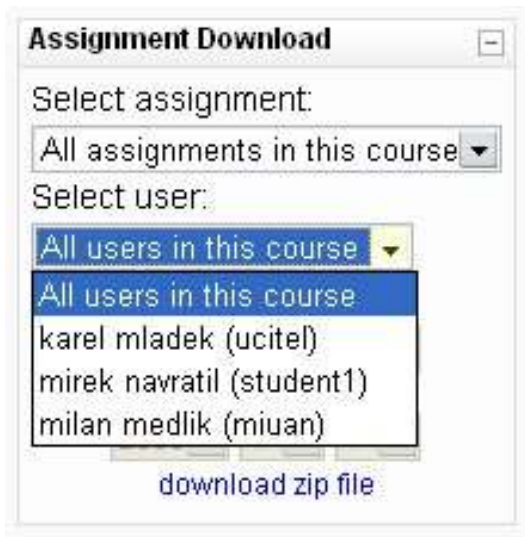 Assignment Download
Select assignment:
All assignments in this course
Select user:
All users in this course
All users in this course
karel mladek (ucitel)
mirek navratil (student1)
milan medlik (miuan)
download zip file